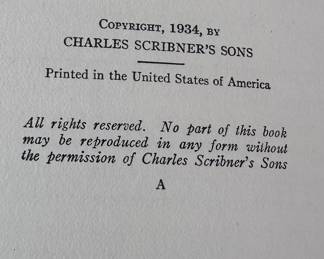 COPYRIGHT, 1934, BY
CHARLES SCRIBNER'S SONS
Printed in the United States of America
All rights reserved. No part of this book
may be reproduced in any form without
the permission of Charles Scribner's Sons
A